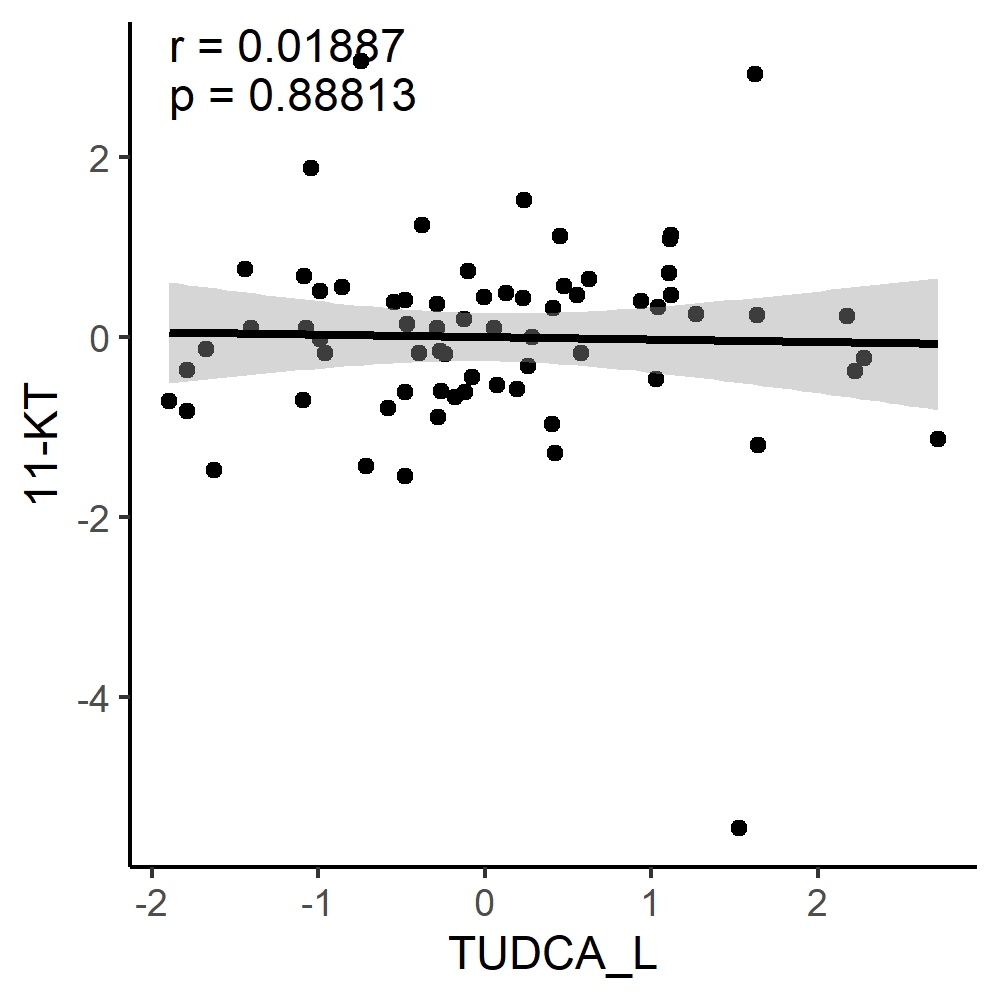 r = 0.01887
p = 0.88813
2
0
-2
-4
11-KT
-2 -1 0 1 2
TUDCA_L